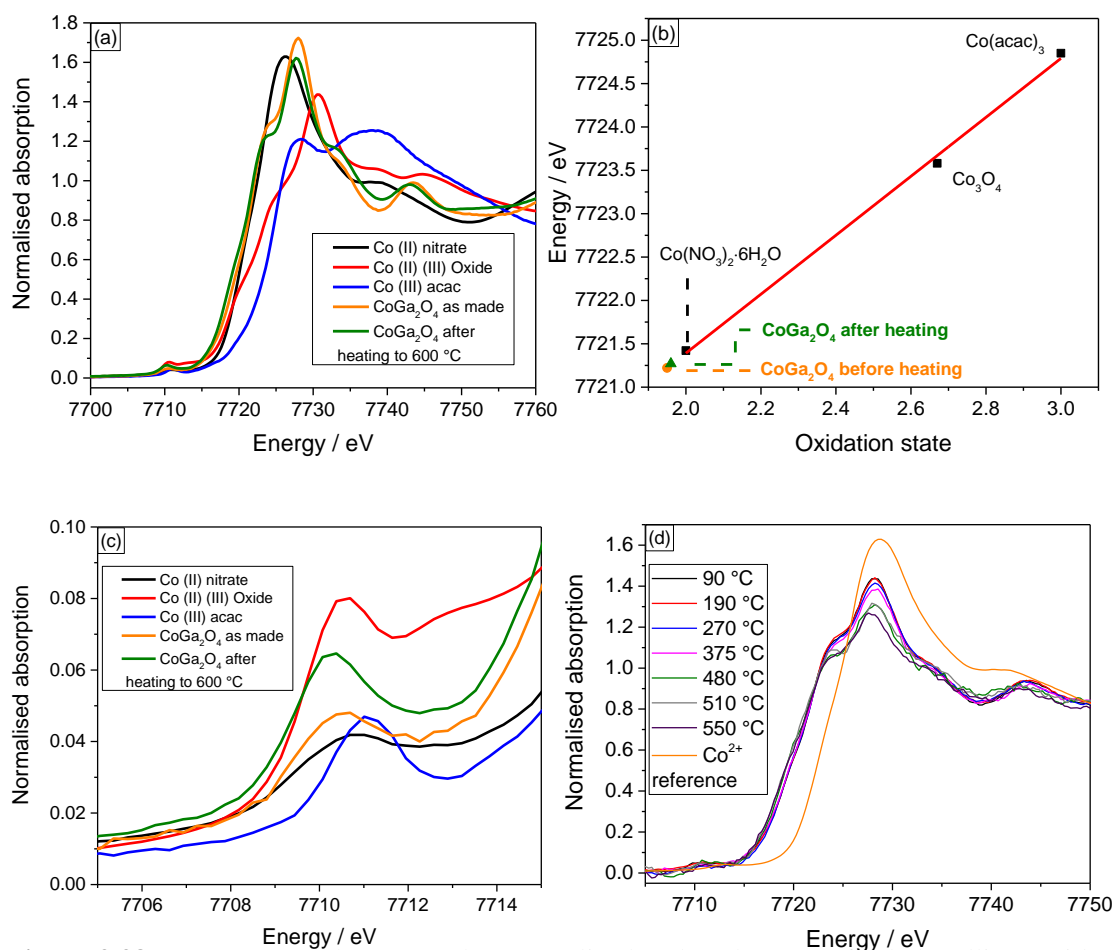 (a)
1.8
1.6
1.4
1.2
1.0
0.8
0.6
0.4
0.2
0.0
Normalised absorption
Co (II) nitrate
Co (II) (III) Oxide
Co (III) acac
CoGa₂O₄ as made
CoGa₂O₄ after
heating to 600 °C
7700 7710 7720 7730 7740 7750 7760
Energy / eV
(b)
7725.0
7724.5
7724.0
7723.5
7723.0
7722.5
7722.0
7721.5
7721.0
Energy / eV
Co(acac)₃
Co₃O₄
Co(NO₃)₂·6H₂O
CoGa₂O₄ after heating
CoGa₂O₄ before heating
2.0 2.2 2.4 2.6 2.8 3.0
Oxidation state
(c)
0.10
0.08
0.06
0.04
0.02
0.00
Normalised absorption
Co (II) nitrate
Co (II) (III) Oxide
Co (III) acac
CoGa₂O₄ as made
CoGa₂O₄ after
heating to 600 °C
7706 7708 7710 7712 7714
Energy / eV
(d)
1.6
1.4
1.2
1.0
0.8
0.6
0.4
0.2
0.0
Normalised absorption
90 °C
190 °C
270 °C
375 °C
480 °C
510 °C
550 °C
Co²⁺
reference
7710 7720 7730 7740 7750
Energy / eV